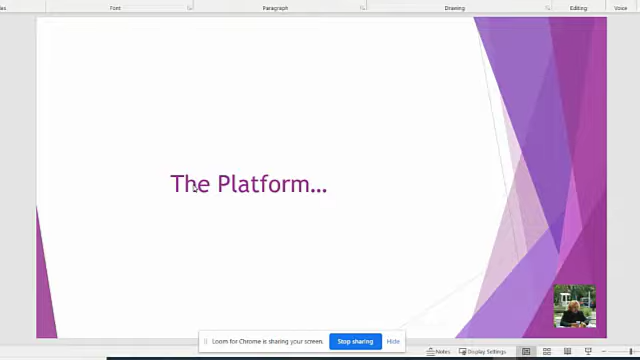 Font
Paragraph
Drawing
Editing
Voice
The Platform...
Loom for Chrome is sharing your screen.
Stop sharing
Hide
Notes
Display Settings